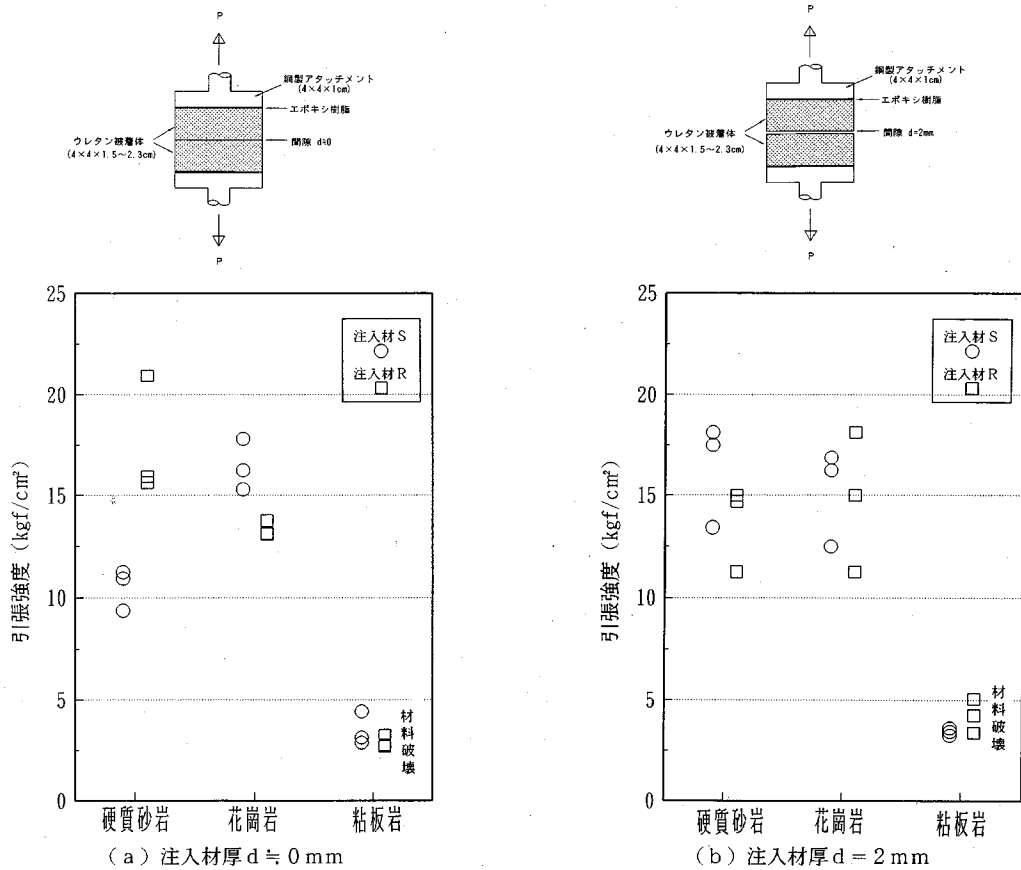 P
鋼製アタッチメント
(4×4×1cm)
エポキシ樹脂
ウレタン被着体
(4×4×1.5~2.3cm)
間隙 d≒0
P
P
鋼製アタッチメント
(4×4×1cm)
エポキシ樹脂
ウレタン被着体
(4×4×1.5~2.3cm)
間隙 d=2mm
P
引張強度 (kgf/cm²)
25
20
15
10
5
0
注入材S
注入材R
材料破壊
硬質砂岩 花崗岩 粘板岩
(a) 注入材厚d≒0mm
引張強度 (kgf/cm²)
25
20
15
10
5
0
注入材S
注入材R
材料破壊
硬質砂岩 花崗岩 粘板岩
(b) 注入材厚d=2mm